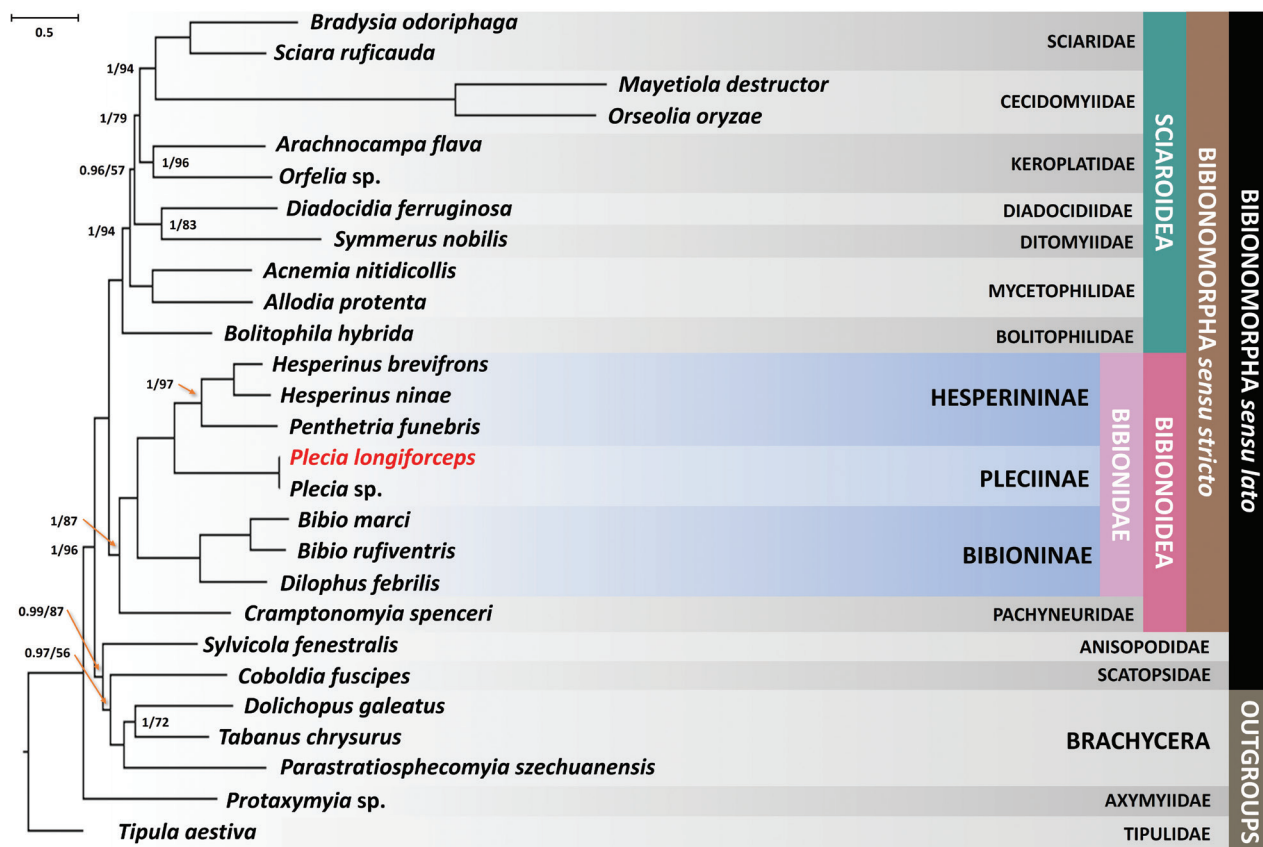 0.5
Bradysia odoriphaga
Sciara ruficauda
SCIARIDAE
1/94
Mayetiola destructor
Orseolia oryzae
CECIDOMYIIDAE
1/79
Arachnocampa flava
1/96
Orfelia sp.
KEROPLATIDAE
0.96/57
Diadocidia ferruginosa
DIADOCIDIIDAE
1/83
Symmerus nobilis
DITOMYIIDAE
1/94
Acnemia nitidicollis
Allodia protenta
MYCETOPHILIDAE
Bolitophila hybrida
BOLITOPHILIDAE
Hesperinus brevifrons
1/97
Hesperinus ninae
HESPERININAE
Penthetria funebris
Plecia longiforceps
Plecia sp.
PLECIINAE
Bibio marci
1/87
1/96
Bibio rufiventris
BIBIONINAE
Dilophus febrilis
0.99/87
Cramptonomyia spenceri
PACHYNEURIDAE
0.97/56
Sylvicola fenestralis
ANISOPODIDAE
Coboldia fuscipes
SCATOPSIDAE
Dolichopus galeatus
1/72
Tabanus chrysurus
BRACHYCERA
Parastratiosphecomyia szechuanensis
Protaxymyia sp.
AXYMYIIDAE
Tipula aestiva
TIPULIDAE
SCIAROIDEA
BIBIONIDAE
BIBIONOIDEA
BIBIONOMORPHA sensu stricto
BIBIONOMORPHA sensu lato
OUTGROUPS